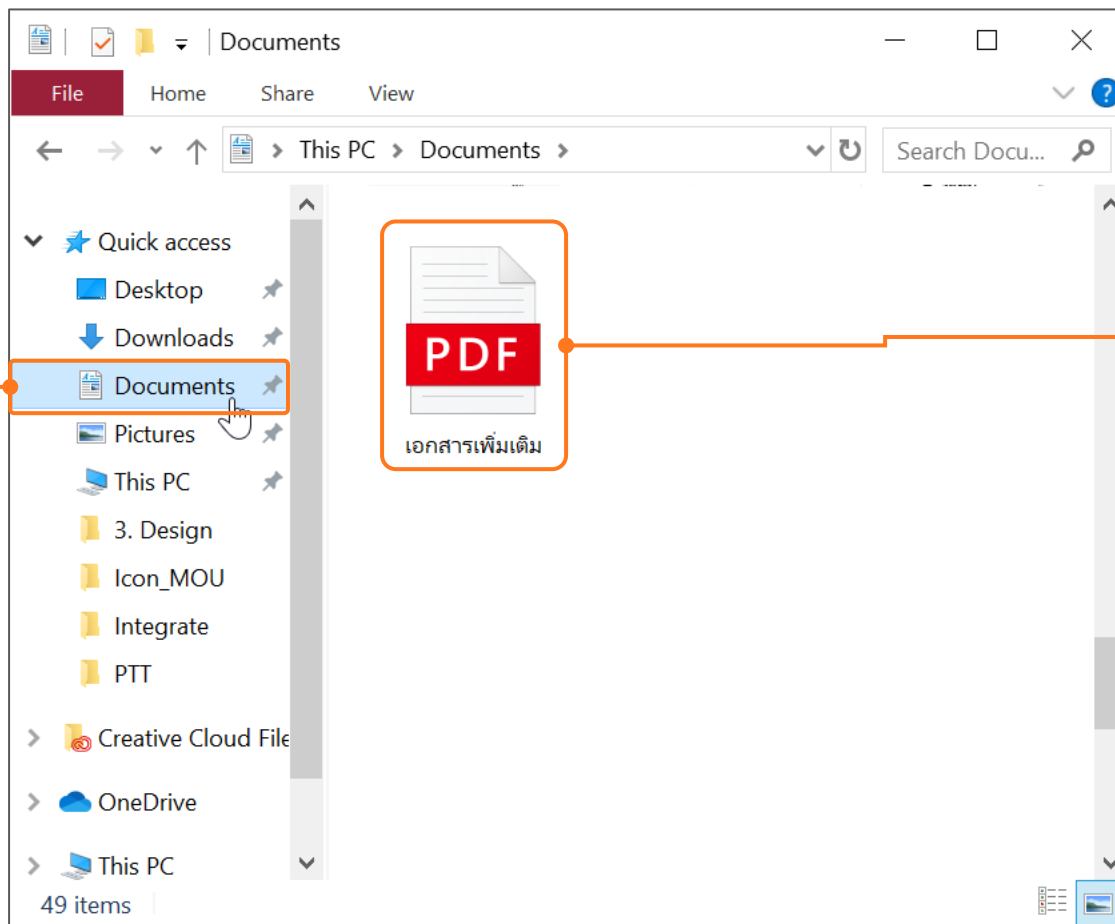 Documents
File Home Share View ?
This PC Documents Search Docu...
Quick access
Desktop
Downloads
Documents
Pictures
This PC
3. Design
Icon_MOU
Integrate
PTT
Creative Cloud File
OneDrive
This PC
49 items
PDF
เอกสารเพิ่มเติม